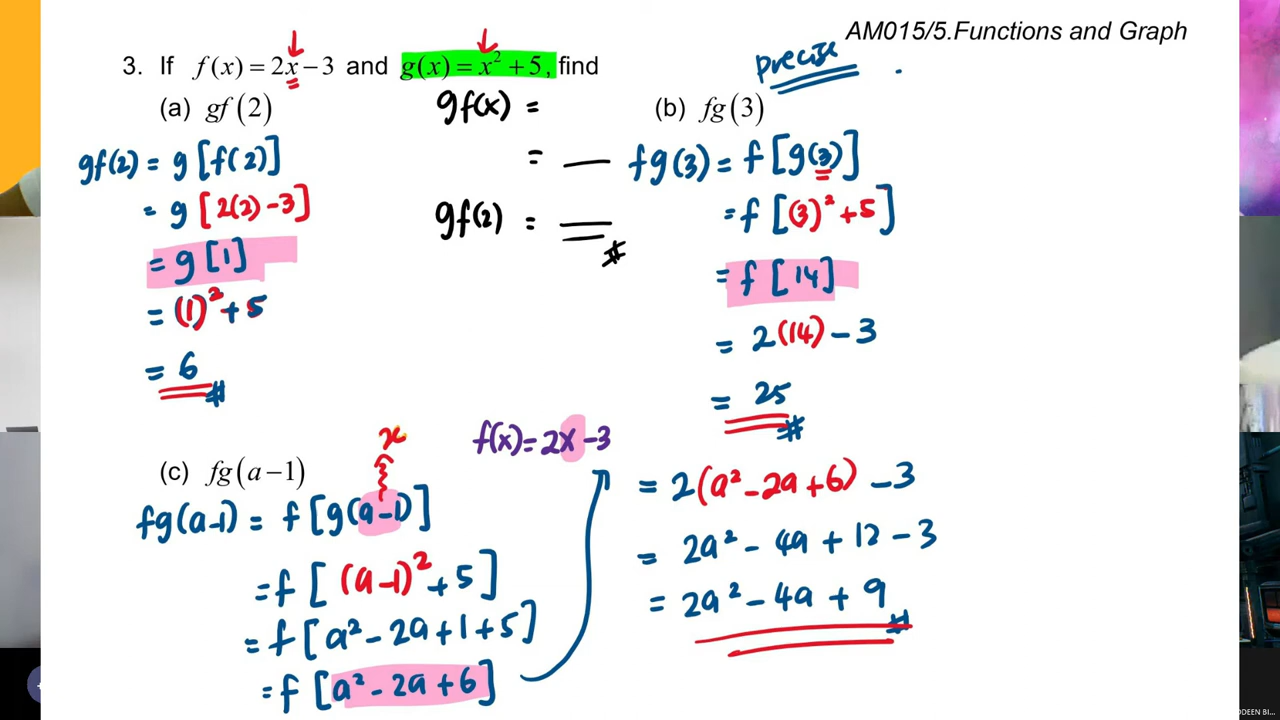 AM015/5.Functions and Graph
3. If f(x) = 2x − 3 and g(x) = x² + 5, find
precise
(a) gf(2)
gf(2) = g[f(2)]
= g[2(2) − 3]
= g[1]
= (1)² + 5
= 6
gf(x) =
= —
gf(2) =
(b) fg(3)
fg(3) = f[g(3)]
= f[(3)² + 5]
= f[14]
= 2(14) − 3
= 25
(c) fg(a−1)
x
f(x) = 2x − 3
fg(a−1) = f[g(a−1)]
= f[(a−1)² + 5]
= f[a² − 2a + 1 + 5]
= f[a² − 2a + 6]
= 2(a² − 2a + 6) − 3
= 2a² − 4a + 12 − 3
= 2a² − 4a + 9
ODEEN BI...